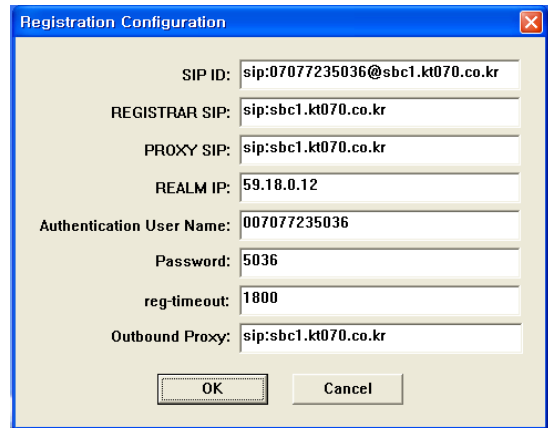 Registration Configuration
SIP ID: sip:07077235036@sbc1.kt070.co.kr
REGISTRAR SIP: sip:sbc1.kt070.co.kr
PROXY SIP: sip:sbc1.kt070.co.kr
REALM IP: 59.18.0.12
Authentication User Name: 007077235036
Password: 5036
reg-timeout: 1800
Outbound Proxy: sip:sbc1.kt070.co.kr
OK Cancel